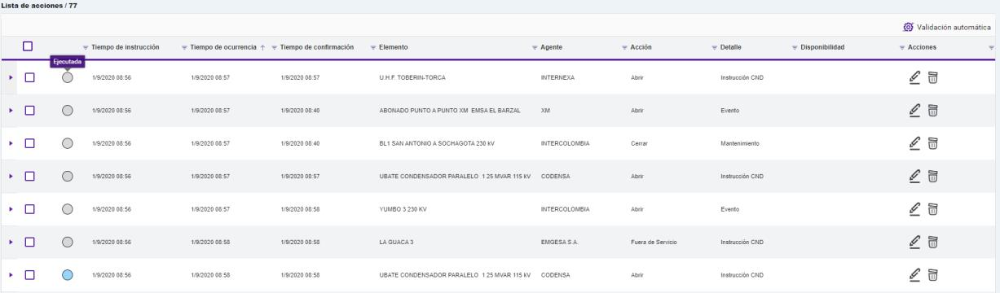 Lista de acciones / 77
Validación automática
Tiempo de instrucción Tiempo de ocurrencia ↑ Tiempo de confirmación Elemento Agente Acción Detalle Disponibilidad Acciones
Ejecutada
1/9/2020 08:56 1/9/2020 08:57 1/9/2020 08:57 U.H.F. TOBERIN-TORCA INTERNEXA Abrir Instrucción CND
1/9/2020 08:56 1/9/2020 08:57 1/9/2020 08:40 ABONADO PUNTO A PUNTO XM EMSA EL BARZAL XM Abrir Evento
1/9/2020 08:56 1/9/2020 08:57 1/9/2020 08:40 BL1 SAN ANTONIO A SOCHAGOTA 230 kV INTERCOLOMBIA Cerrar Mantenimiento
1/9/2020 08:56 1/9/2020 08:57 1/9/2020 08:57 UBATE CONDENSADOR PARALELO 1 25 MVAR 115 kV CODENSA Abrir Instrucción CND
1/9/2020 08:56 1/9/2020 08:57 1/9/2020 08:58 YUMBO 3 230 KV INTERCOLOMBIA Abrir Evento
1/9/2020 08:56 1/9/2020 08:58 1/9/2020 08:58 LA GUACA 3 EMGESA S.A. Fuera de Servicio Instrucción CND
1/9/2020 08:56 1/9/2020 08:58 1/9/2020 08:58 UBATE CONDENSADOR PARALELO 1 25 MVAR 115 kV CODENSA Abrir Instrucción CND